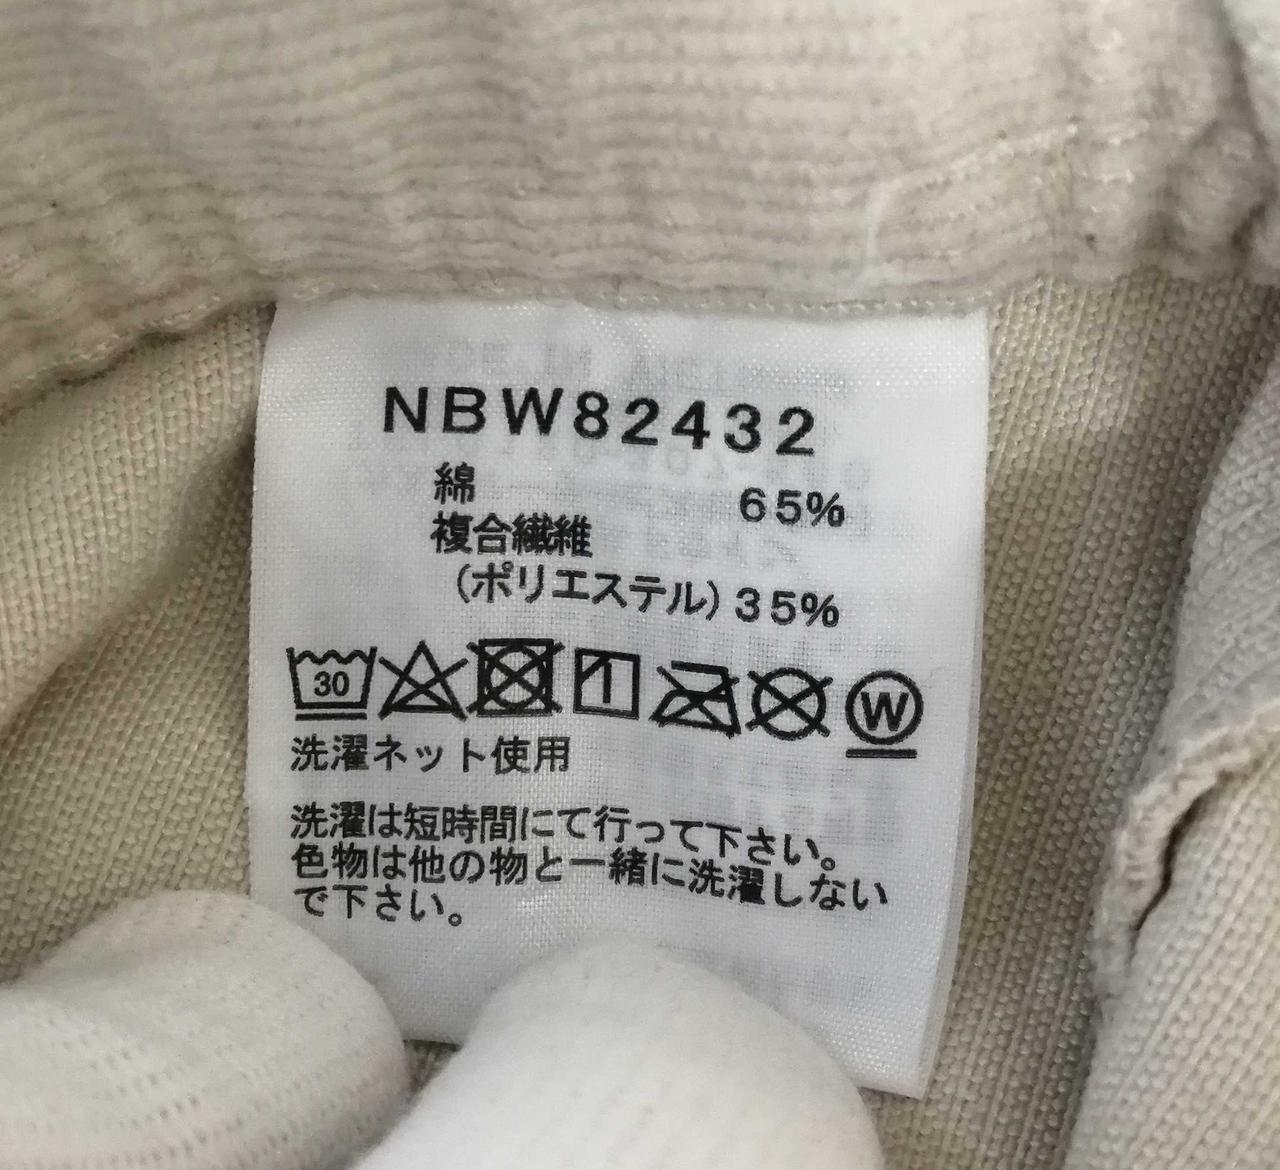 NBW82432
綿 65%
複合繊維
(ポリエステル) 35%
30 W
洗濯ネット使用
洗濯は短時間にて行って下さい。
色物は他の物と一緒に洗濯しない
で下さい。